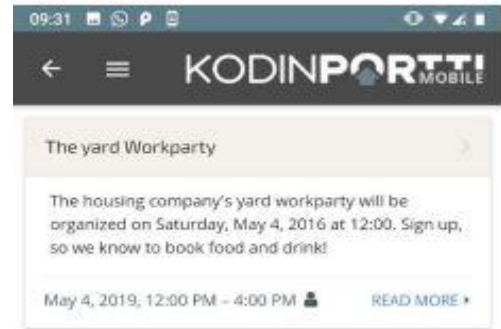 09:31
KODINPORTTI
MOBILE
The yard Workparty
The housing company's yard workparty will be
organized on Saturday, May 4, 2016 at 12:00. Sign up,
so we know to book food and drink!
May 4, 2019, 12:00 PM – 4:00 PM
READ MORE